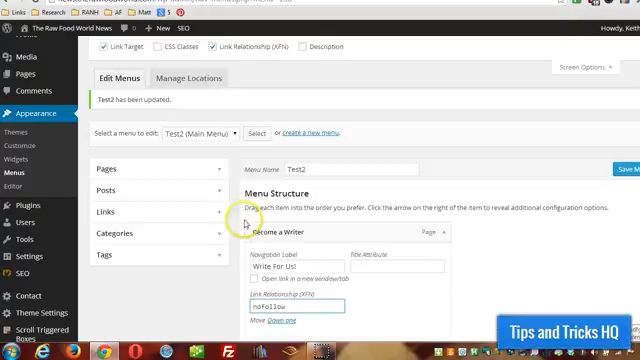 Links
Research
RANH
AF
Matt
The Raw Food World News
0
New
SEO
Howdy, Keith
Link Target
CSS Classes
Link Relationship (XFN)
Description
Screen Options
Media
Pages
Comments
Appearance
Themes
Customize
Widgets
Menus
Editor
Plugins
Users
Tools
Settings
SEO
Contact
Theme Settings
Scroll Triggered
Boxes
Edit Menus
Manage Locations
Test2 has been updated.
Select a menu to edit:
Test2 (Main Menu)
Select
or create a new menu.
Pages
Posts
Links
Categories
Tags
Menu Name
Test2
Save M
Menu Structure
Drag each item into the order you prefer. Click the arrow on the right of the item to reveal additional configuration options.
Become a Writer
Page
Navigation Label
Title Attribute
Write For Us!
Open link in a new window/tab
Link Relationship (XFN)
nofollow
Move Down one
Tips and Tricks HQ